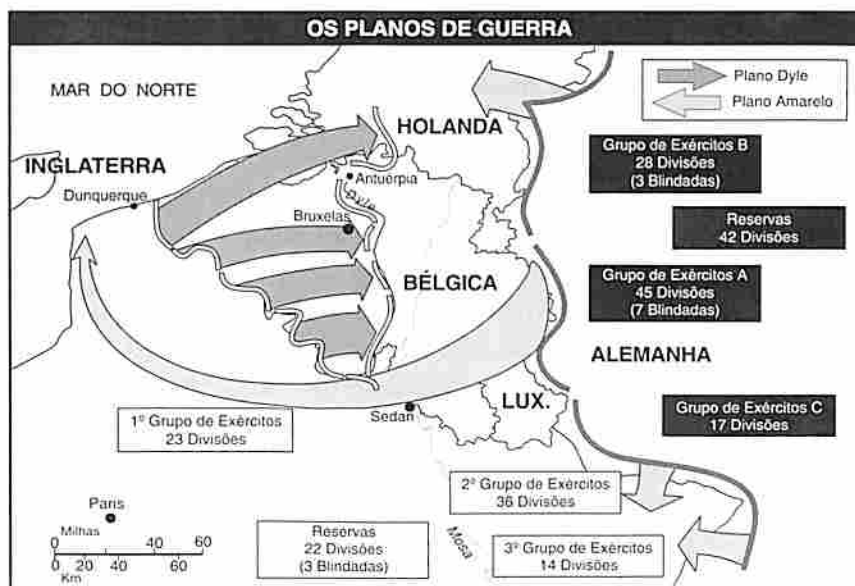 OS PLANOS DE GUERRA
MAR DO NORTE
Plano Dyle
Plano Amarelo
HOLANDA
INGLATERRA
Dunquerque
Antuérpia
Dyle
Bruxelas
BÉLGICA
Grupo de Exércitos B
28 Divisões
(3 Blindadas)
Reservas
42 Divisões
Grupo de Exércitos A
45 Divisões
(7 Blindadas)
ALEMANHA
LUX.
Sedan
Grupo de Exércitos C
17 Divisões
1º Grupo de Exércitos
23 Divisões
2º Grupo de Exércitos
36 Divisões
Mosa
3º Grupo de Exércitos
14 Divisões
Reservas
22 Divisões
(3 Blindadas)
Paris
Milhas
0 40 60
0 20 40 60 80
Km